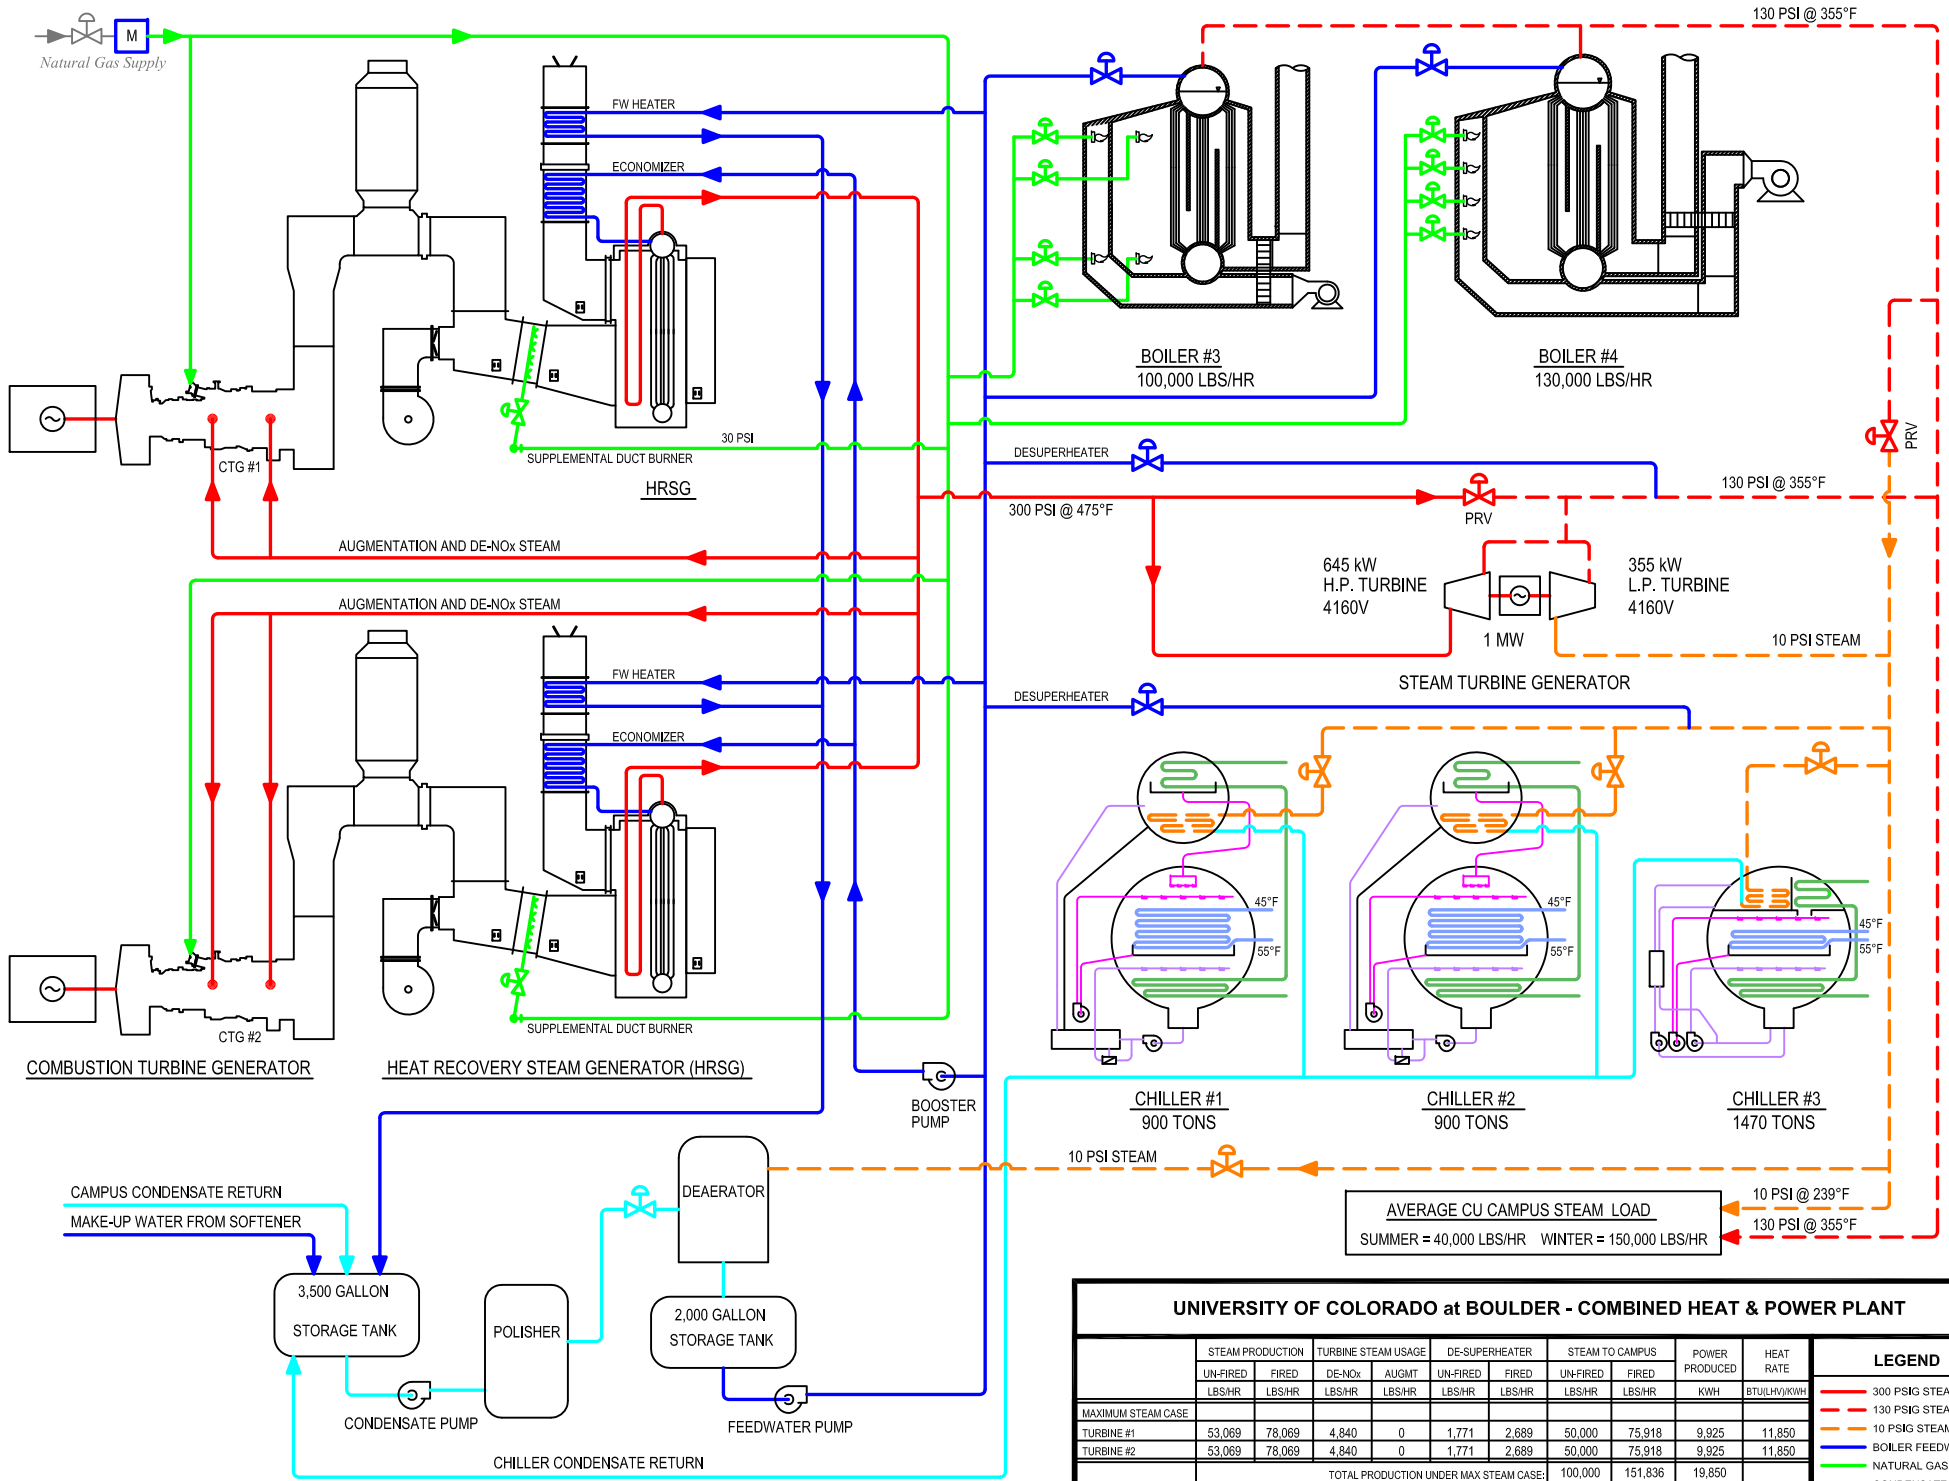 130 PSI @ 355°F
M
Natural Gas Supply
FW HEATER
ECONOMIZER
BOILER #3
100,000 LBS/HR
BOILER #4
130,000 LBS/HR
PRV
30 PSI
SUPPLEMENTAL DUCT BURNER
CTG #1
HRSG
DESUPERHEATER
300 PSI @ 475°F
PRV
130 PSI @ 355°F
AUGMENTATION AND DE-NOx STEAM
AUGMENTATION AND DE-NOx STEAM
645 kW
H.P. TURBINE
4160V
355 kW
L.P. TURBINE
4160V
1 MW
10 PSI STEAM
STEAM TURBINE GENERATOR
FW HEATER
ECONOMIZER
DESUPERHEATER
45°F
55°F
45°F
55°F
45°F
55°F
SUPPLEMENTAL DUCT BURNER
CTG #2
COMBUSTION TURBINE GENERATOR
HEAT RECOVERY STEAM GENERATOR (HRSG)
BOOSTER
PUMP
CHILLER #1
900 TONS
CHILLER #2
900 TONS
CHILLER #3
1470 TONS
10 PSI STEAM
DEAERATOR
CAMPUS CONDENSATE RETURN
MAKE-UP WATER FROM SOFTENER
10 PSI @ 239°F
130 PSI @ 355°F
AVERAGE CU CAMPUS STEAM LOAD
SUMMER = 40,000 LBS/HR WINTER = 150,000 LBS/HR
3,500 GALLON
STORAGE TANK
POLISHER
2,000 GALLON
STORAGE TANK
CONDENSATE PUMP
FEEDWATER PUMP
CHILLER CONDENSATE RETURN
UNIVERSITY OF COLORADO at BOULDER - COMBINED HEAT & POWER PLANT
STEAM PRODUCTION TURBINE STEAM USAGE DE-SUPERHEATER STEAM TO CAMPUS POWER PRODUCED HEAT RATE
UN-FIRED FIRED DE-NOx AUGMT UN-FIRED FIRED UN-FIRED FIRED
LBS/HR LBS/HR LBS/HR LBS/HR LBS/HR LBS/HR LBS/HR LBS/HR KWH BTU(LHV)/KWH
MAXIMUM STEAM CASE
TURBINE #1 53,069 78,069 4,840 0 1,771 2,689 50,000 75,918 9,925 11,850
TURBINE #2 53,069 78,069 4,840 0 1,771 2,689 50,000 75,918 9,925 11,850
TOTAL PRODUCTION UNDER MAX STEAM CASE: 100,000 151,836 19,850
LEGEND
300 PSIG STEA
130 PSIG STEA
10 PSIG STEAM
BOILER FEEDW
NATURAL GAS